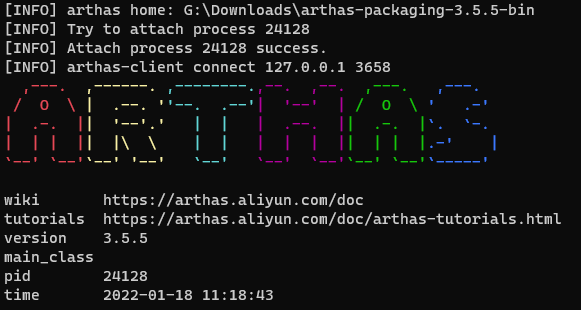 [INFO] arthas home: G:\Downloads\arthas-packaging-3.5.5-bin
[INFO] Try to attach process 24128
[INFO] Attach process 24128 success.
[INFO] arthas-client connect 127.0.0.1 3658
ARTHAS
wiki https://arthas.aliyun.com/doc
tutorials https://arthas.aliyun.com/doc/arthas-tutorials.html
version 3.5.5
main_class
pid 24128
time 2022-01-18 11:18:43